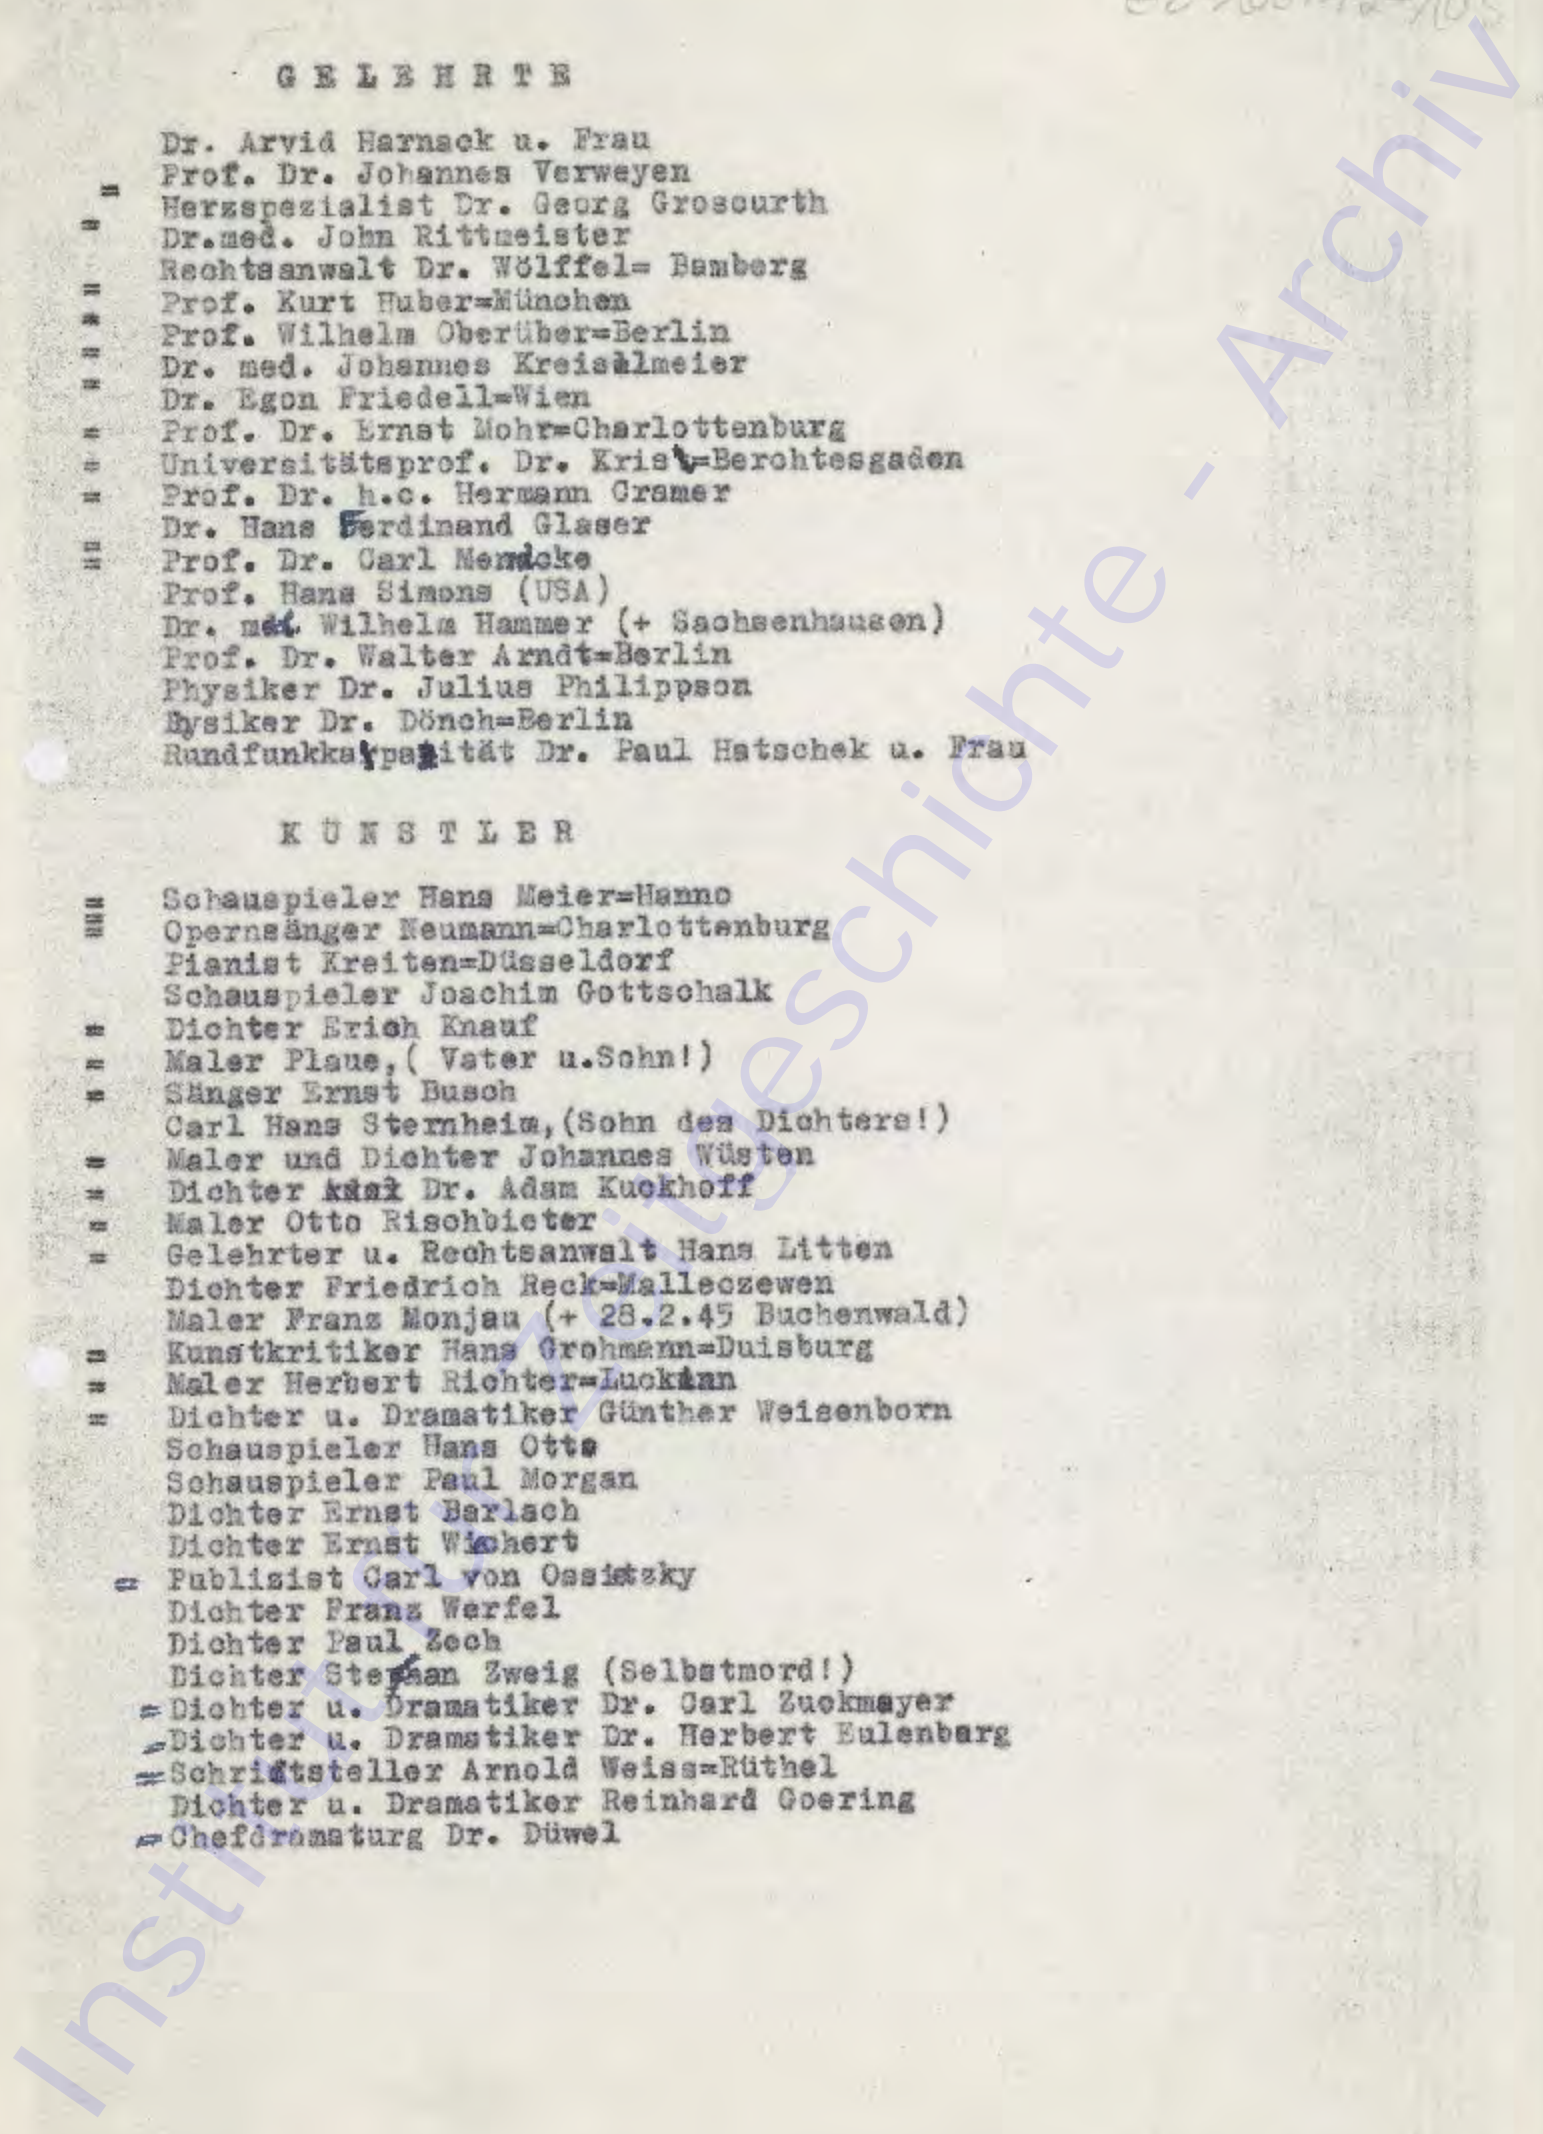 G E L E H R T E
Dr. Arvid Harnack u. Frau
Prof. Dr. Johannes Verweyen
= Herzspezialist Dr. Georg Groscurth
= Dr.med. John Rittmeister
Rechtsanwalt Dr. Wölffel= Bamberg
= Prof. Kurt Huber=München
= Prof. Wilhelm Oberüber=Berlin
= Dr. med. Johannes Kreiselmeier
= Dr. Egon Friedell=Wien
= Prof. Dr. Ernst Mohr=Charlottenburg
= Universitätsprof. Dr. Krist=Berchtesgaden
= Prof. Dr. h.c. Hermann Cramer
Dr. Hans Ferdinand Glaser
= Prof. Dr. Carl Mendcke
Prof. Hans Simons (USA)
Dr. med. Wilhelm Hammer (+ Sachsenhausen)
Prof. Dr. Walter Arndt=Berlin
Physiker Dr. Julius Philippson
Hysiker Dr. Dönch=Berlin
Dr. Paul Hatschek u. Frau
K Ü N S T L E R
= Schauspieler Hans Meier=Hanno
= Opernsänger Neumann=Charlottenburg
Pianist Kreiten=Düsseldorf
Schauspieler Joachim Gottschalk
= Dichter Erich Knauf
= Maler Plaue,( Vater u.Sohn!)
= Sänger Ernst Busch
Carl Hans Sternheim,(Sohn des Dichters!)
= Maler und Dichter Johannes Wüsten
= Dichter Dr. Adam Kuckhoff
= Maler Otto Rischbieter
= Gelehrter u. Rechtsanwalt Hans Litten
Dichter Friedrich Reck=Malleczewen
Maler Franz Monjau (+ 28.2.45 Buchenwald)
= Kunstkritiker Hans Grohmann=Duisburg
= Maler Herbert Richter=Luckian
= Dichter u. Dramatiker Günther Weisenborn
Schauspieler Hans Otto
Schauspieler Paul Morgan
Dichter Ernst Barlach
Dichter Ernst Wiehert
= Publizist Carl von Ossietzky
Dichter Franz Werfel
Dichter Paul Zech
Dichter Stephan Zweig (Selbstmord!)
= Dichter u. Dramatiker Dr. Carl Zuckmayer
= Dichter u. Dramatiker Dr. Herbert Eulenberg
= Schriftsteller Arnold Weiss=Rüthel
Dichter u. Dramatiker Reinhard Goering
= Chefdramaturg Dr. Düwel
Institut für Zeitgeschichte - Archiv